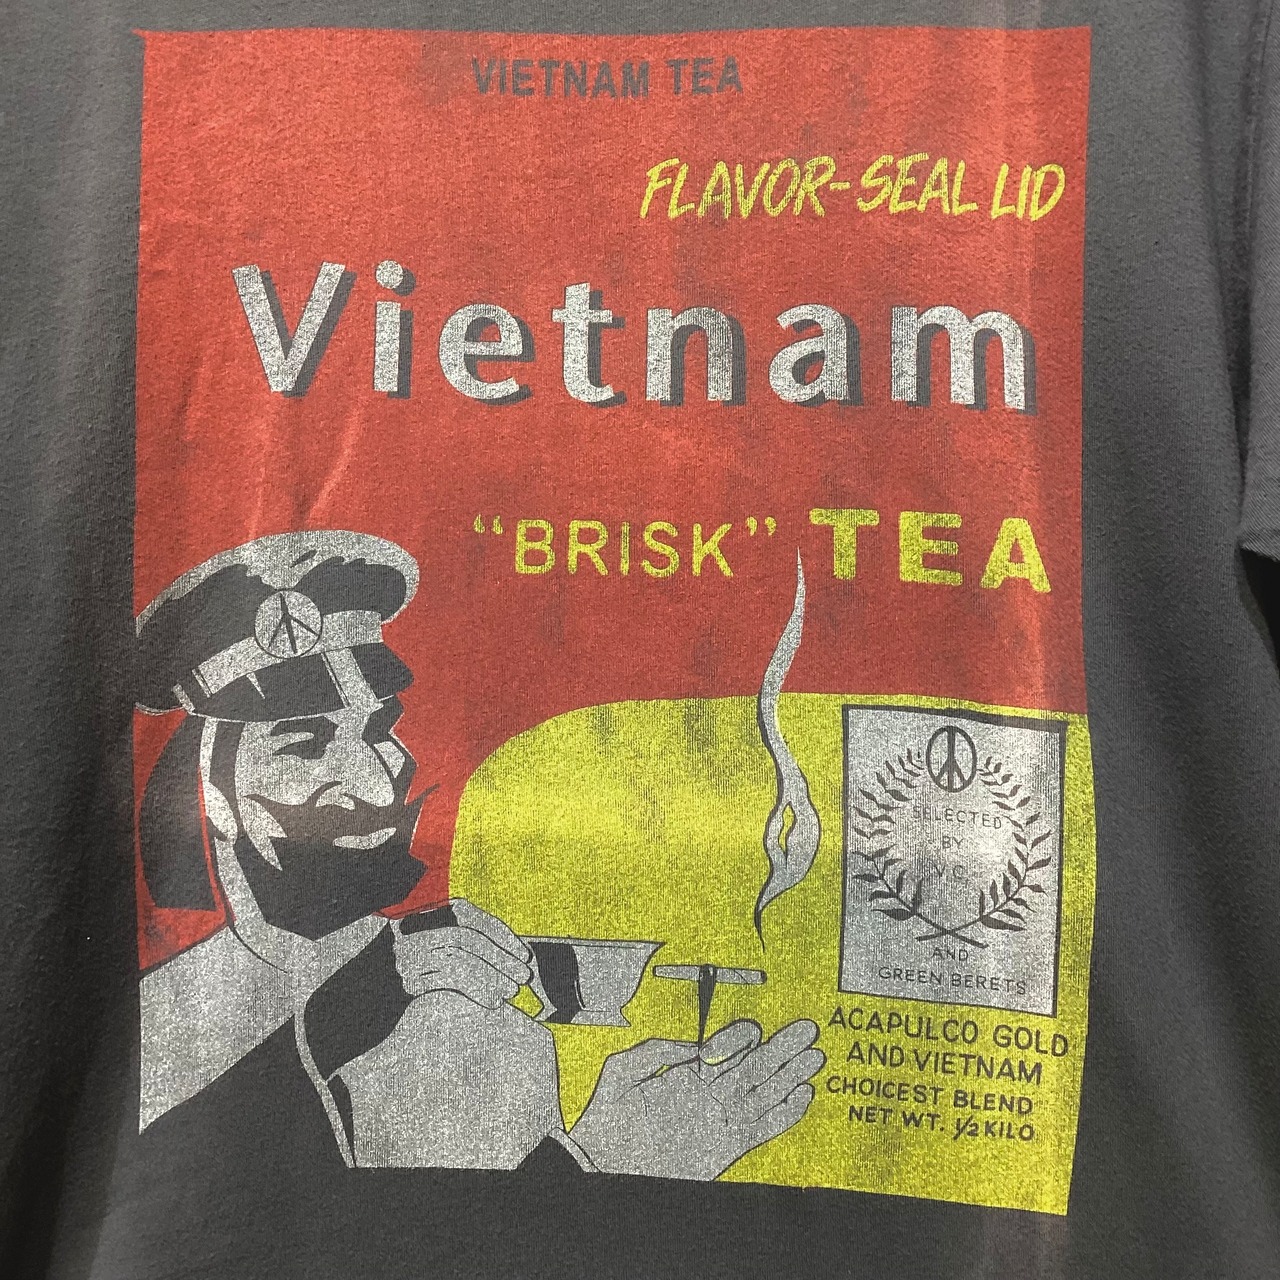 VIETNAM TEA
FLAVOR-SEAL LID
Vietnam
“BRISK” TEA
SELECTED
BY
V.C.
AND
GREEN BERETS
ACAPULCO GOLD
AND VIETNAM
CHOICEST BLEND
NET WT. 1/2 KILO